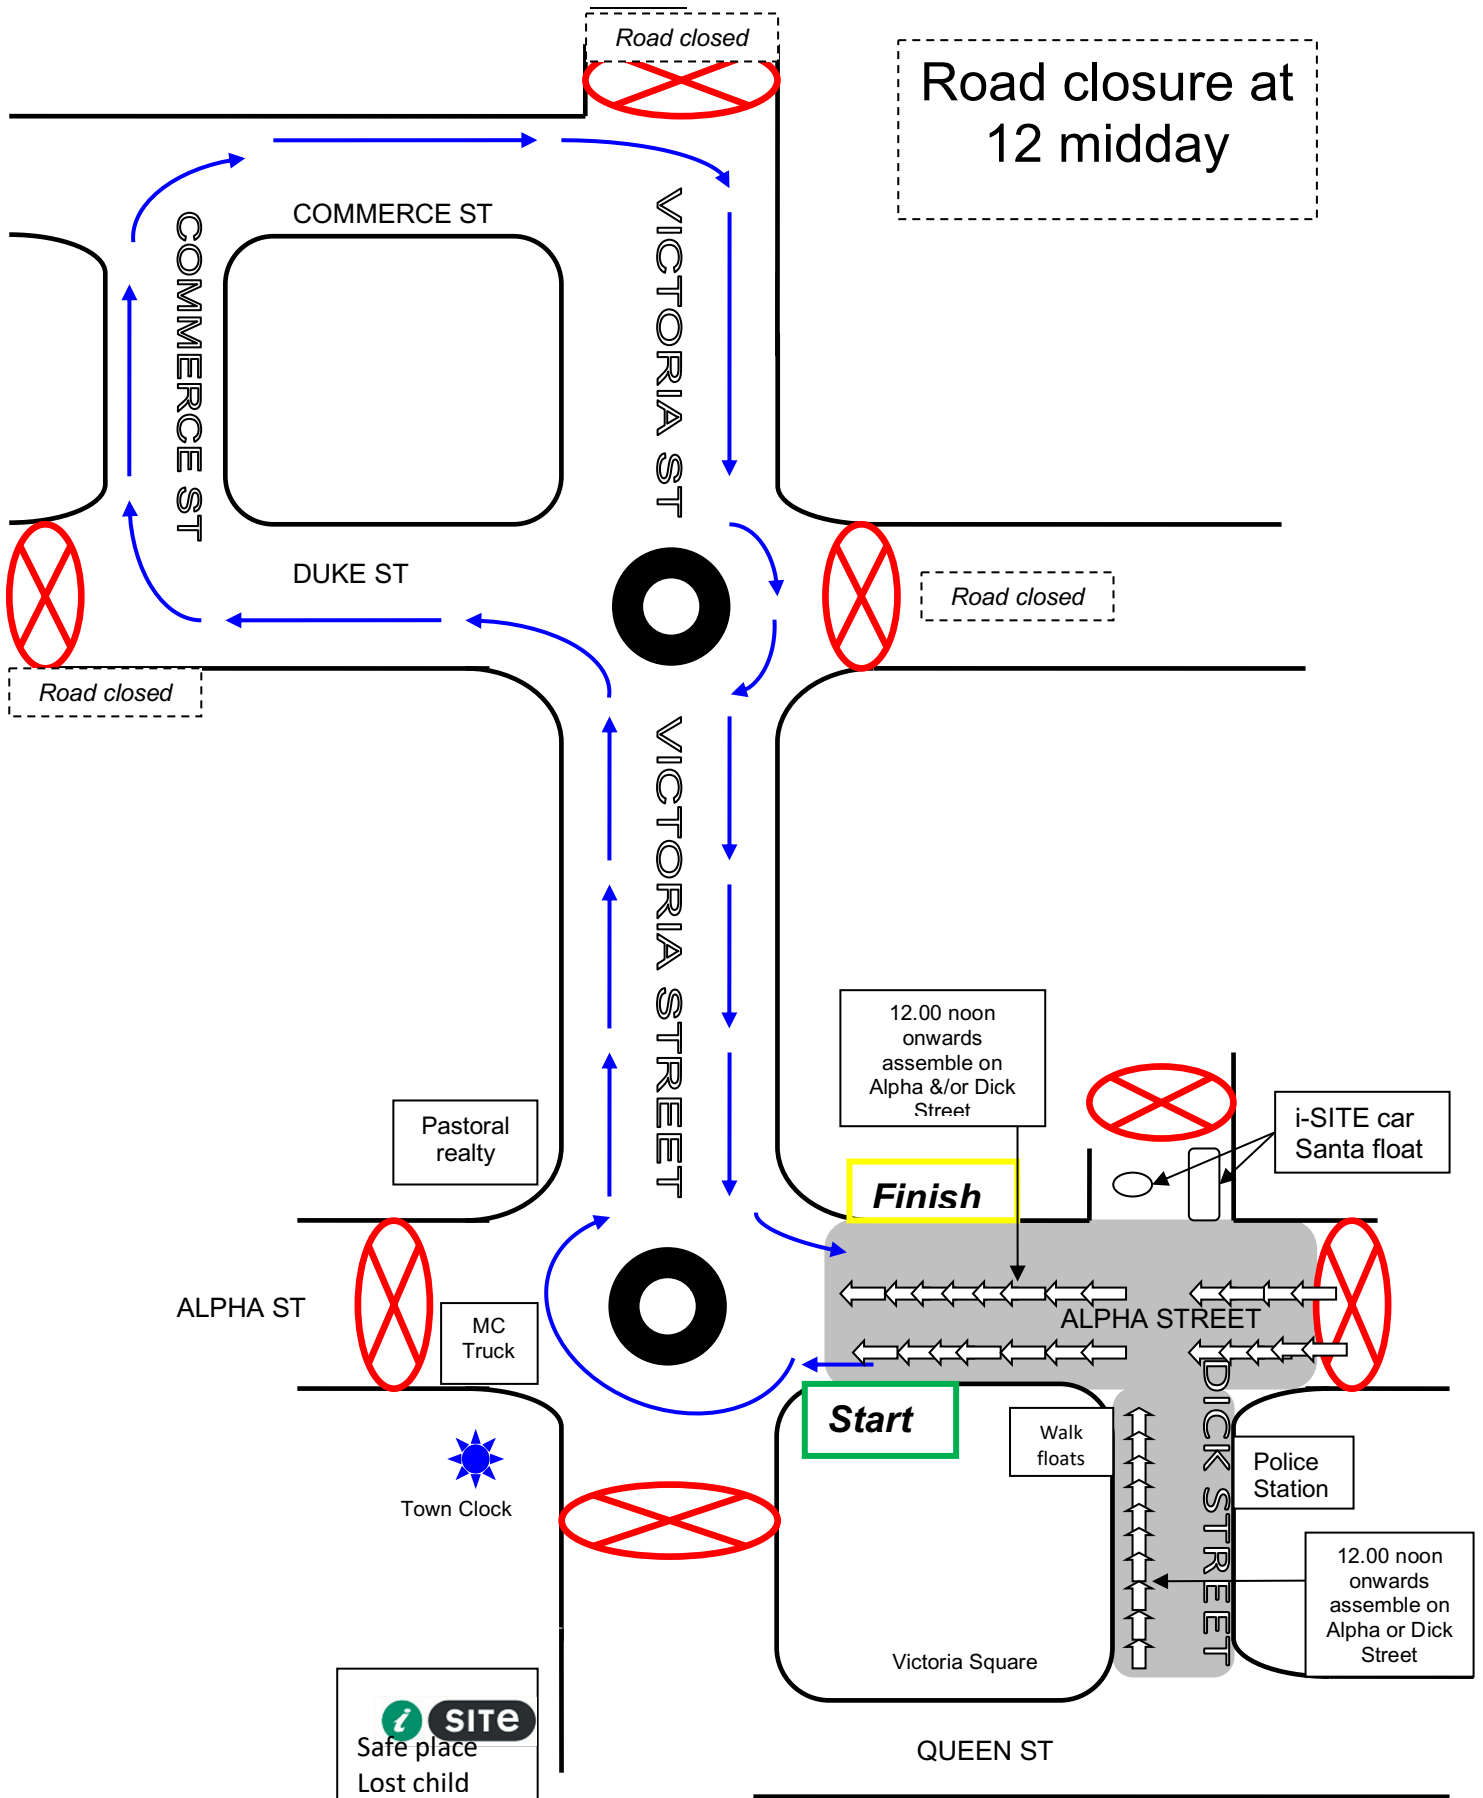 Road closed
Road closure at
12 midday
COMMERCE ST
COMMERCE ST
VICTORIA ST
DUKE ST
Road closed
Road closed
VICTORIA STREET
12.00 noon
onwards
assemble on
Alpha &/or Dick
Street
Pastoral
realty
i-SITE car
Santa float
Finish
ALPHA ST
MC
Truck
ALPHA STREET
Start
Walk
floats
DICK STREET
Police
Station
Town Clock
12.00 noon
onwards
assemble on
Alpha or Dick
Street
Victoria Square
i SITe
Safe place
Lost child
QUEEN ST